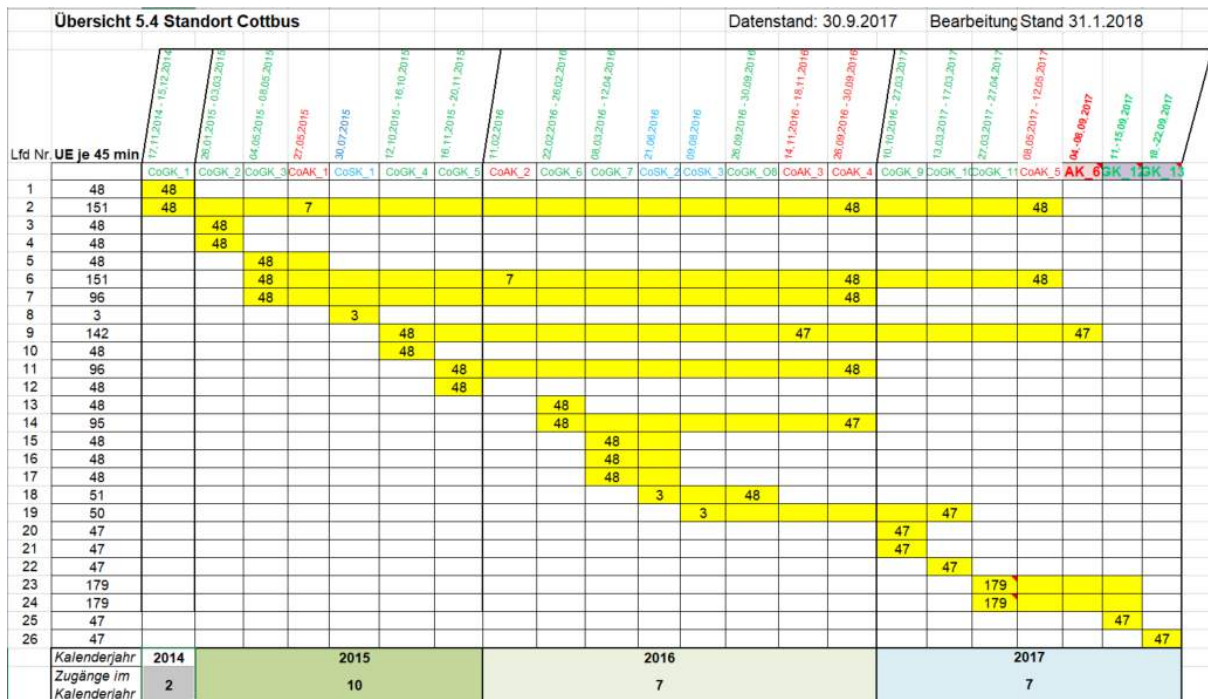 Übersicht 5.4 Standort Cottbus Datenstand: 30.9.2017 Bearbeitung Stand 31.1.2018
Lfd Nr. UE je 45 min 17.11.2014 - 15.12.2014 26.01.2015 - 03.03.2015 04.05.2015 - 08.05.2015 27.05.2015 30.07.2015 12.10.2015 - 16.10.2015 16.11.2015 - 20.11.2015 11.02.2016 22.02.2016 - 26.02.2016 08.03.2016 - 12.04.2016 21.06.2016 09.08.2016 26.09.2016 - 30.09.2016 14.11.2016 - 18.11.2016 26.09.2016 - 30.09.2016 10.10.2016 - 27.03.2017 13.03.2017 - 17.03.2017 27.03.2017 - 27.04.2017 08.05.2017 - 12.05.2017 04.-08.09.2017 11.-15.09.2017 18.-22.09.2017
CoGK_1 CoGK_2 CoGK_3 CoAK_1 CoSK_1 CoGK_4 CoGK_5 CoAK_2 CoGK_6 CoGK_7 CoSK_2 CoSK_3 CoGK_O8 CoAK_3 CoAK_4 CoGK_9 CoGK_10 CoGK_11 CoAK_5 AK_6 GK_12 GK_13
1 48 48
2 151 48 7 48 48
3 48 48
4 48 48
5 48 48
6 151 48 7 48 48
7 96 48 48
8 3 3
9 142 48 47 47
10 48 48
11 96 48 48
12 48 48
13 48 48
14 95 48 47
15 48 48
16 48 48
17 48 48
18 51 3 48
19 50 3 47
20 47 47
21 47 47
22 47 47
23 179 179
24 179 179
25 47 47
26 47 47
Kalenderjahr 2014 2015 2016 2017
Zugänge im
Kalenderjahr 2 10 7 7